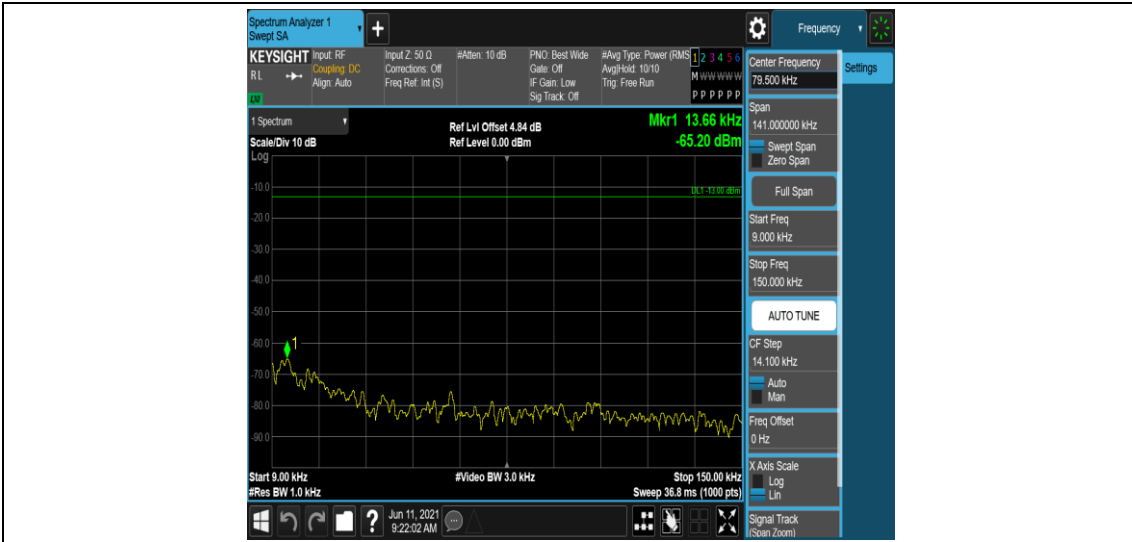 Spectrum Analyzer 1
Swept SA
+
Frequency
KEYSIGHT
RL
LXI
Input: RF
Coupling: DC
Align: Auto
Input Z: 50 Ω
Corrections: Off
Freq Ref: Int (S)
#Atten: 10 dB
PNO: Best Wide
Gate: Off
IF Gain: Low
Sig Track: Off
#Avg Type: Power (RMS
Avg|Hold: 10/10
Trig: Free Run
1 2 3 4 5 6
M W W W W W
P P P P P P
1 Spectrum
Scale/Div 10 dB
Log
Ref Lvl Offset 4.84 dB
Ref Level 0.00 dBm
Mkr1 13.66 kHz
-65.20 dBm
DL1 -13.00 dBm
-10.0
-20.0
-30.0
-40.0
-50.0
-60.0
1
-70.0
-80.0
-90.0
Start 9.00 kHz
#Video BW 3.0 kHz
Stop 150.00 kHz
#Res BW 1.0 kHz
Sweep 36.8 ms (1000 pts)
?
Jun 11, 2021
9:22:02 AM
Center Frequency
79.500 kHz
Settings
Span
141.000000 kHz
Swept Span
Zero Span
Full Span
Start Freq
9.000 kHz
Stop Freq
150.000 kHz
AUTO TUNE
CF Step
14.100 kHz
Auto
Man
Freq Offset
0 Hz
X Axis Scale
Log
Lin
Signal Track
(Span Zoom)